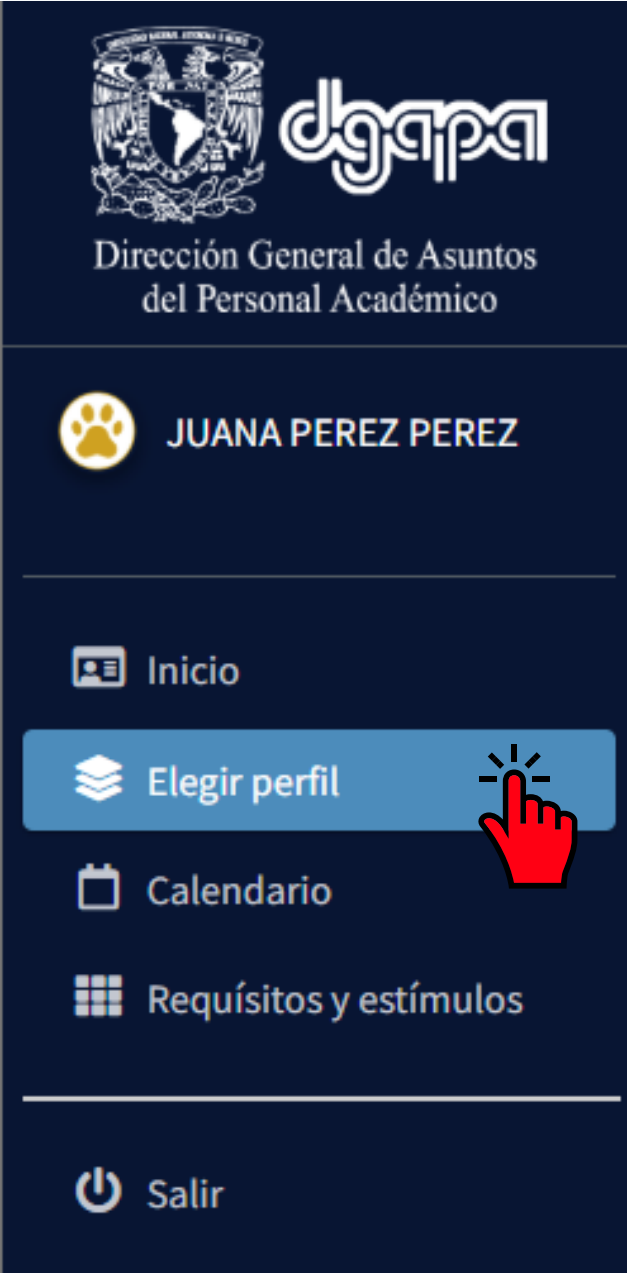 dgapa
Dirección General de Asuntos
del Personal Académico
JUANA PEREZ PEREZ
Inicio
Elegir perfil
Calendario
Requísitos y estímulos
Salir